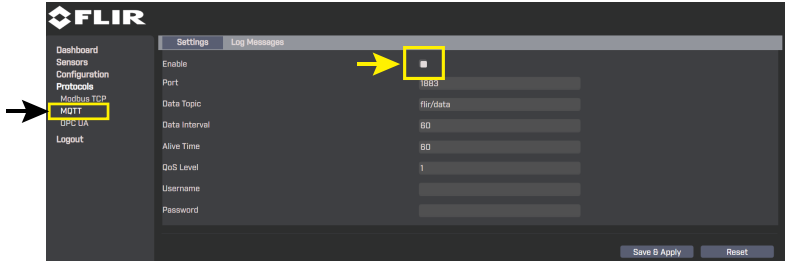 FLIR
Settings Log Messages
Dashboard
Sensors
Configuration
Protocols
Modbus TCP
MQTT
OPC UA
Logout
Enable
Port 1883
Data Topic flir/data
Data Interval 60
Alive Time 60
QoS Level 1
Username
Password
Save & Apply Reset